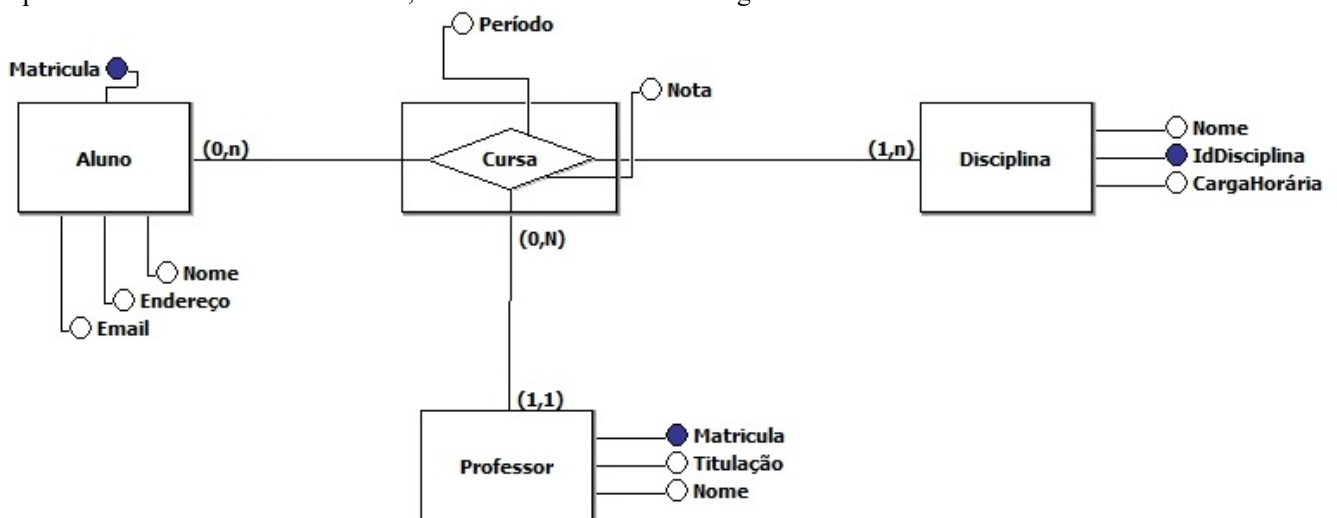 Período
Matricula
Nota
Aluno
(0,n)
Cursa
(1,n)
Disciplina
Nome
IdDisciplina
CargaHorária
(0,N)
Nome
Endereço
Email
(1,1)
Professor
Matricula
Titulação
Nome